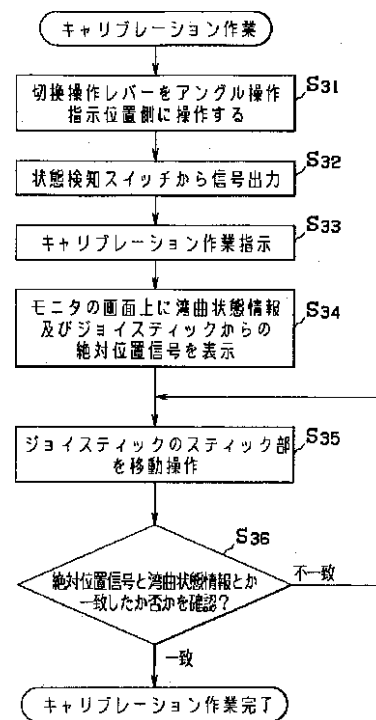 キャリブレーション作業
切換操作レバーをアングル操作
指示位置側に操作する
S31
状態検知スイッチから信号出力
S32
キャリブレーション作業指示
S33
モニタの画面上に湾曲状態情報
及びジョイスティックからの
絶対位置信号を表示
S34
ジョイスティックのスティック部
を移動操作
S35
絶対位置信号と湾曲状態情報とか
一致したか否かを確認?
S36
不一致
一致
キャリブレーション作業完了